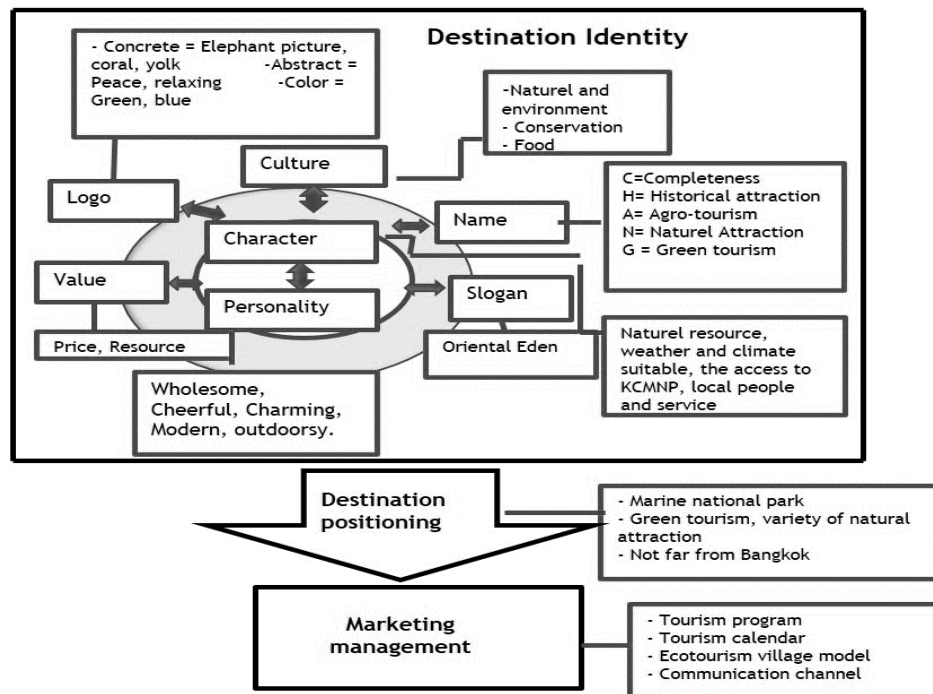 Destination Identity
- Concrete = Elephant picture,
coral, yolk -Abstract =
Peace, relaxing -Color =
Green, blue
-Naturel and
environment
- Conservation
- Food
Culture
Logo
Name
C=Completeness
H= Historical attraction
A= Agro-tourism
N= Naturel Attraction
G = Green tourism
Character
Value
Personality
Slogan
Price, Resource
Oriental Eden
Naturel resource,
weather and climate
suitable, the access to
KCMNP, local people
and service
Wholesome,
Cheerful, Charming,
Modern, outdoorsy.
Destination
positioning
- Marine national park
- Green tourism, variety of natural
attraction
- Not far from Bangkok
Marketing
management
- Tourism program
- Tourism calendar
- Ecotourism village model
- Communication channel